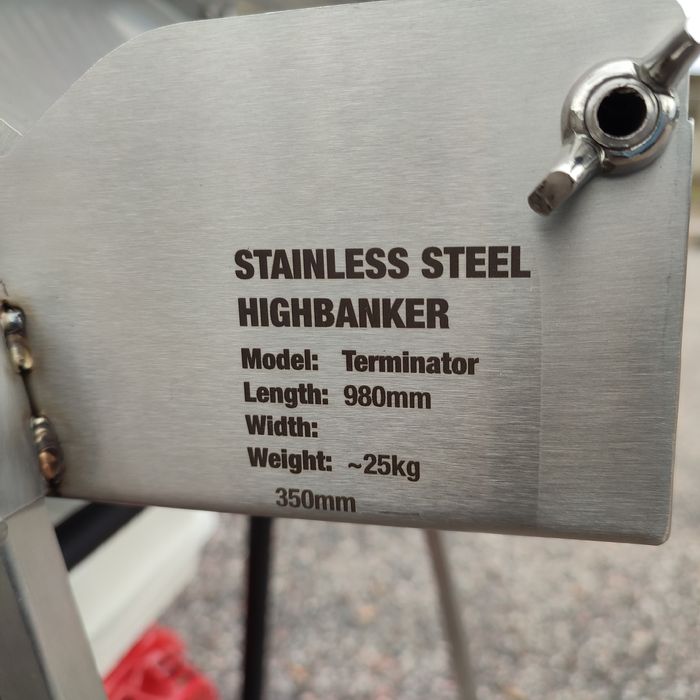 STAINLESS STEEL
HIGHBANKER
Model: Terminator
Length: 980mm
Width:
Weight: ~25kg
350mm